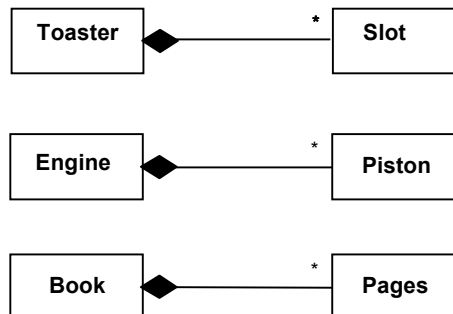 Toaster * Slot
Engine * Piston
Book * Pages